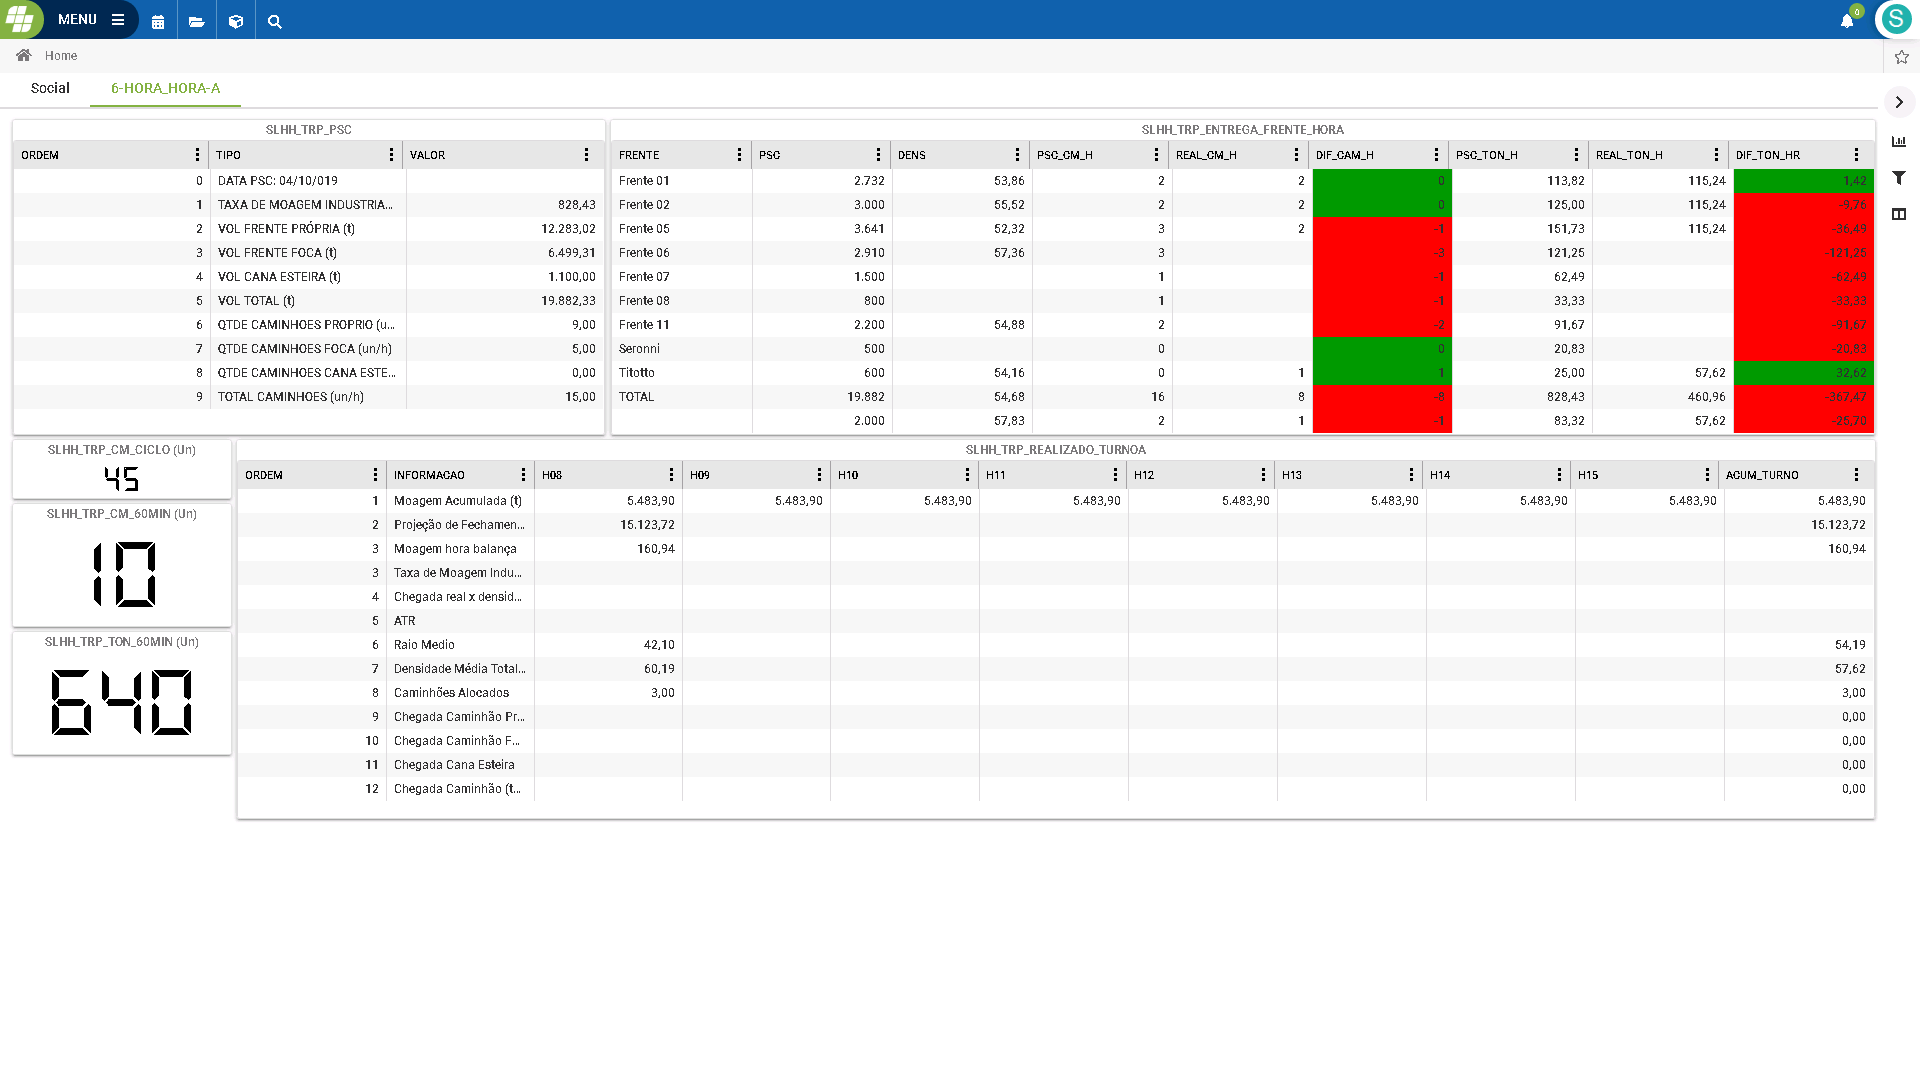 MENU
0
S
Home
Social
6-HORA_HORA-A
SLHH_TRP_PSC
ORDEM TIPO VALOR
0 DATA PSC: 04/10/019
1 TAXA DE MOAGEM INDUSTRIA... 828,43
2 VOL FRENTE PRÓPRIA (t) 12.283,02
3 VOL FRENTE FOCA (t) 6.499,31
4 VOL CANA ESTEIRA (t) 1.100,00
5 VOL TOTAL (t) 19.882,33
6 QTDE CAMINHOES PROPRIO (u... 9,00
7 QTDE CAMINHOES FOCA (un/h) 5,00
8 QTDE CAMINHOES CANA ESTE... 0,00
9 TOTAL CAMINHOES (un/h) 15,00
SLHH_TRP_ENTREGA_FRENTE_HORA
FRENTE PSC DENS PSC_CM_H REAL_CM_H DIF_CAM_H PSC_TON_H REAL_TON_H DIF_TON_HR
Frente 01 2.732 53,86 2 2 0 113,82 115,24 1,42
Frente 02 3.000 55,52 2 2 0 125,00 115,24 -9,76
Frente 05 3.641 52,32 3 2 -1 151,73 115,24 -36,49
Frente 06 2.910 57,36 3 -3 121,25 -121,25
Frente 07 1.500 1 -1 62,49 -62,49
Frente 08 800 1 -1 33,33 -33,33
Frente 11 2.200 54,88 2 -2 91,67 -91,67
Seronni 500 0 0 20,83 -20,83
Titotto 600 54,16 0 1 1 25,00 57,62 32,62
TOTAL 19.882 54,68 16 8 -8 828,43 460,96 -367,47
2.000 57,83 2 1 -1 83,32 57,62 -25,70
SLHH_TRP_CM_CICLO (Un)
45
SLHH_TRP_CM_60MIN (Un)
10
SLHH_TRP_TON_60MIN (Un)
640
SLHH_TRP_REALIZADO_TURNOA
ORDEM INFORMACAO H08 H09 H10 H11 H12 H13 H14 H15 ACUM_TURNO
1 Moagem Acumulada (t) 5.483,90 5.483,90 5.483,90 5.483,90 5.483,90 5.483,90 5.483,90 5.483,90 5.483,90
2 Projeção de Fechamen... 15.123,72 15.123,72
3 Moagem hora balança 160,94 160,94
3 Taxa de Moagem Indu...
4 Chegada real x densid...
5 ATR
6 Raio Medio 42,10 54,19
7 Densidade Média Total... 60,19 57,62
8 Caminhões Alocados 3,00 3,00
9 Chegada Caminhão Pr... 0,00
10 Chegada Caminhão F... 0,00
11 Chegada Cana Esteira 0,00
12 Chegada Caminhão (t... 0,00